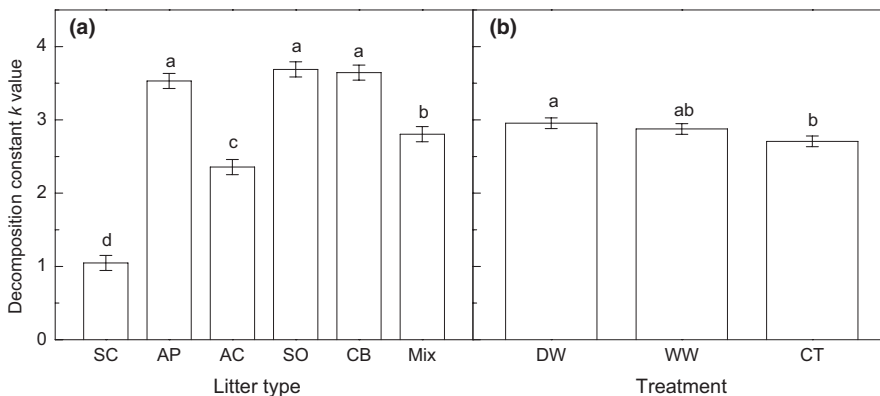 (a)
(b)
Decomposition constant k value
4
3
2
1
0
d
a
c
a
a
b
a
ab
b
SC AP AC SO CB Mix
DW WW CT
Litter type
Treatment